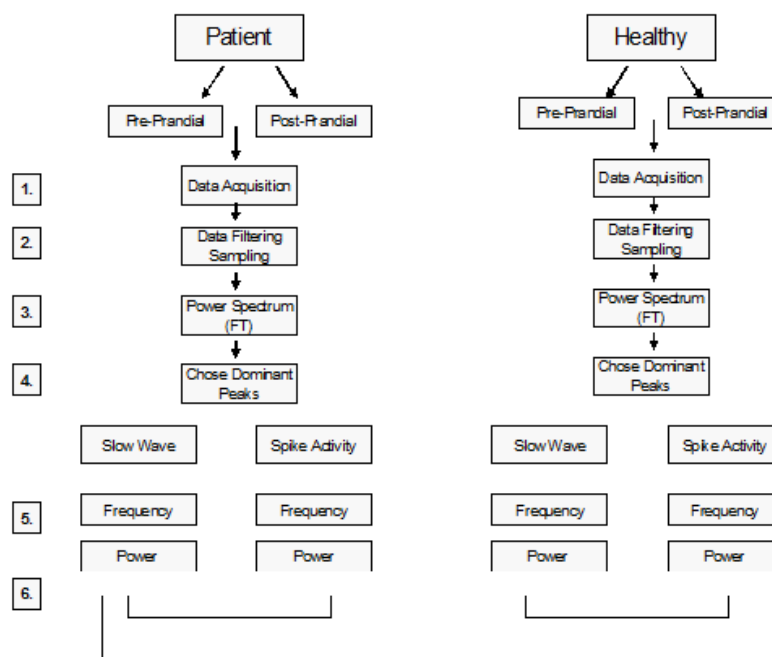 Patient
Healthy
Pre-Prandial
Post-Prandial
Pre-Prandial
Post-Prandial
1.
Data Acquisition
Data Acquisition
2.
Data Filtering
Sampling
Data Filtering
Sampling
3.
Power Spectrum
(FT)
Power Spectrum
(FT)
4.
Chose Dominant
Peaks
Chose Dominant
Peaks
Slow Wave
Spike Activity
Slow Wave
Spike Activity
5.
Frequency
Frequency
Frequency
Frequency
Power
Power
Power
Power
6.